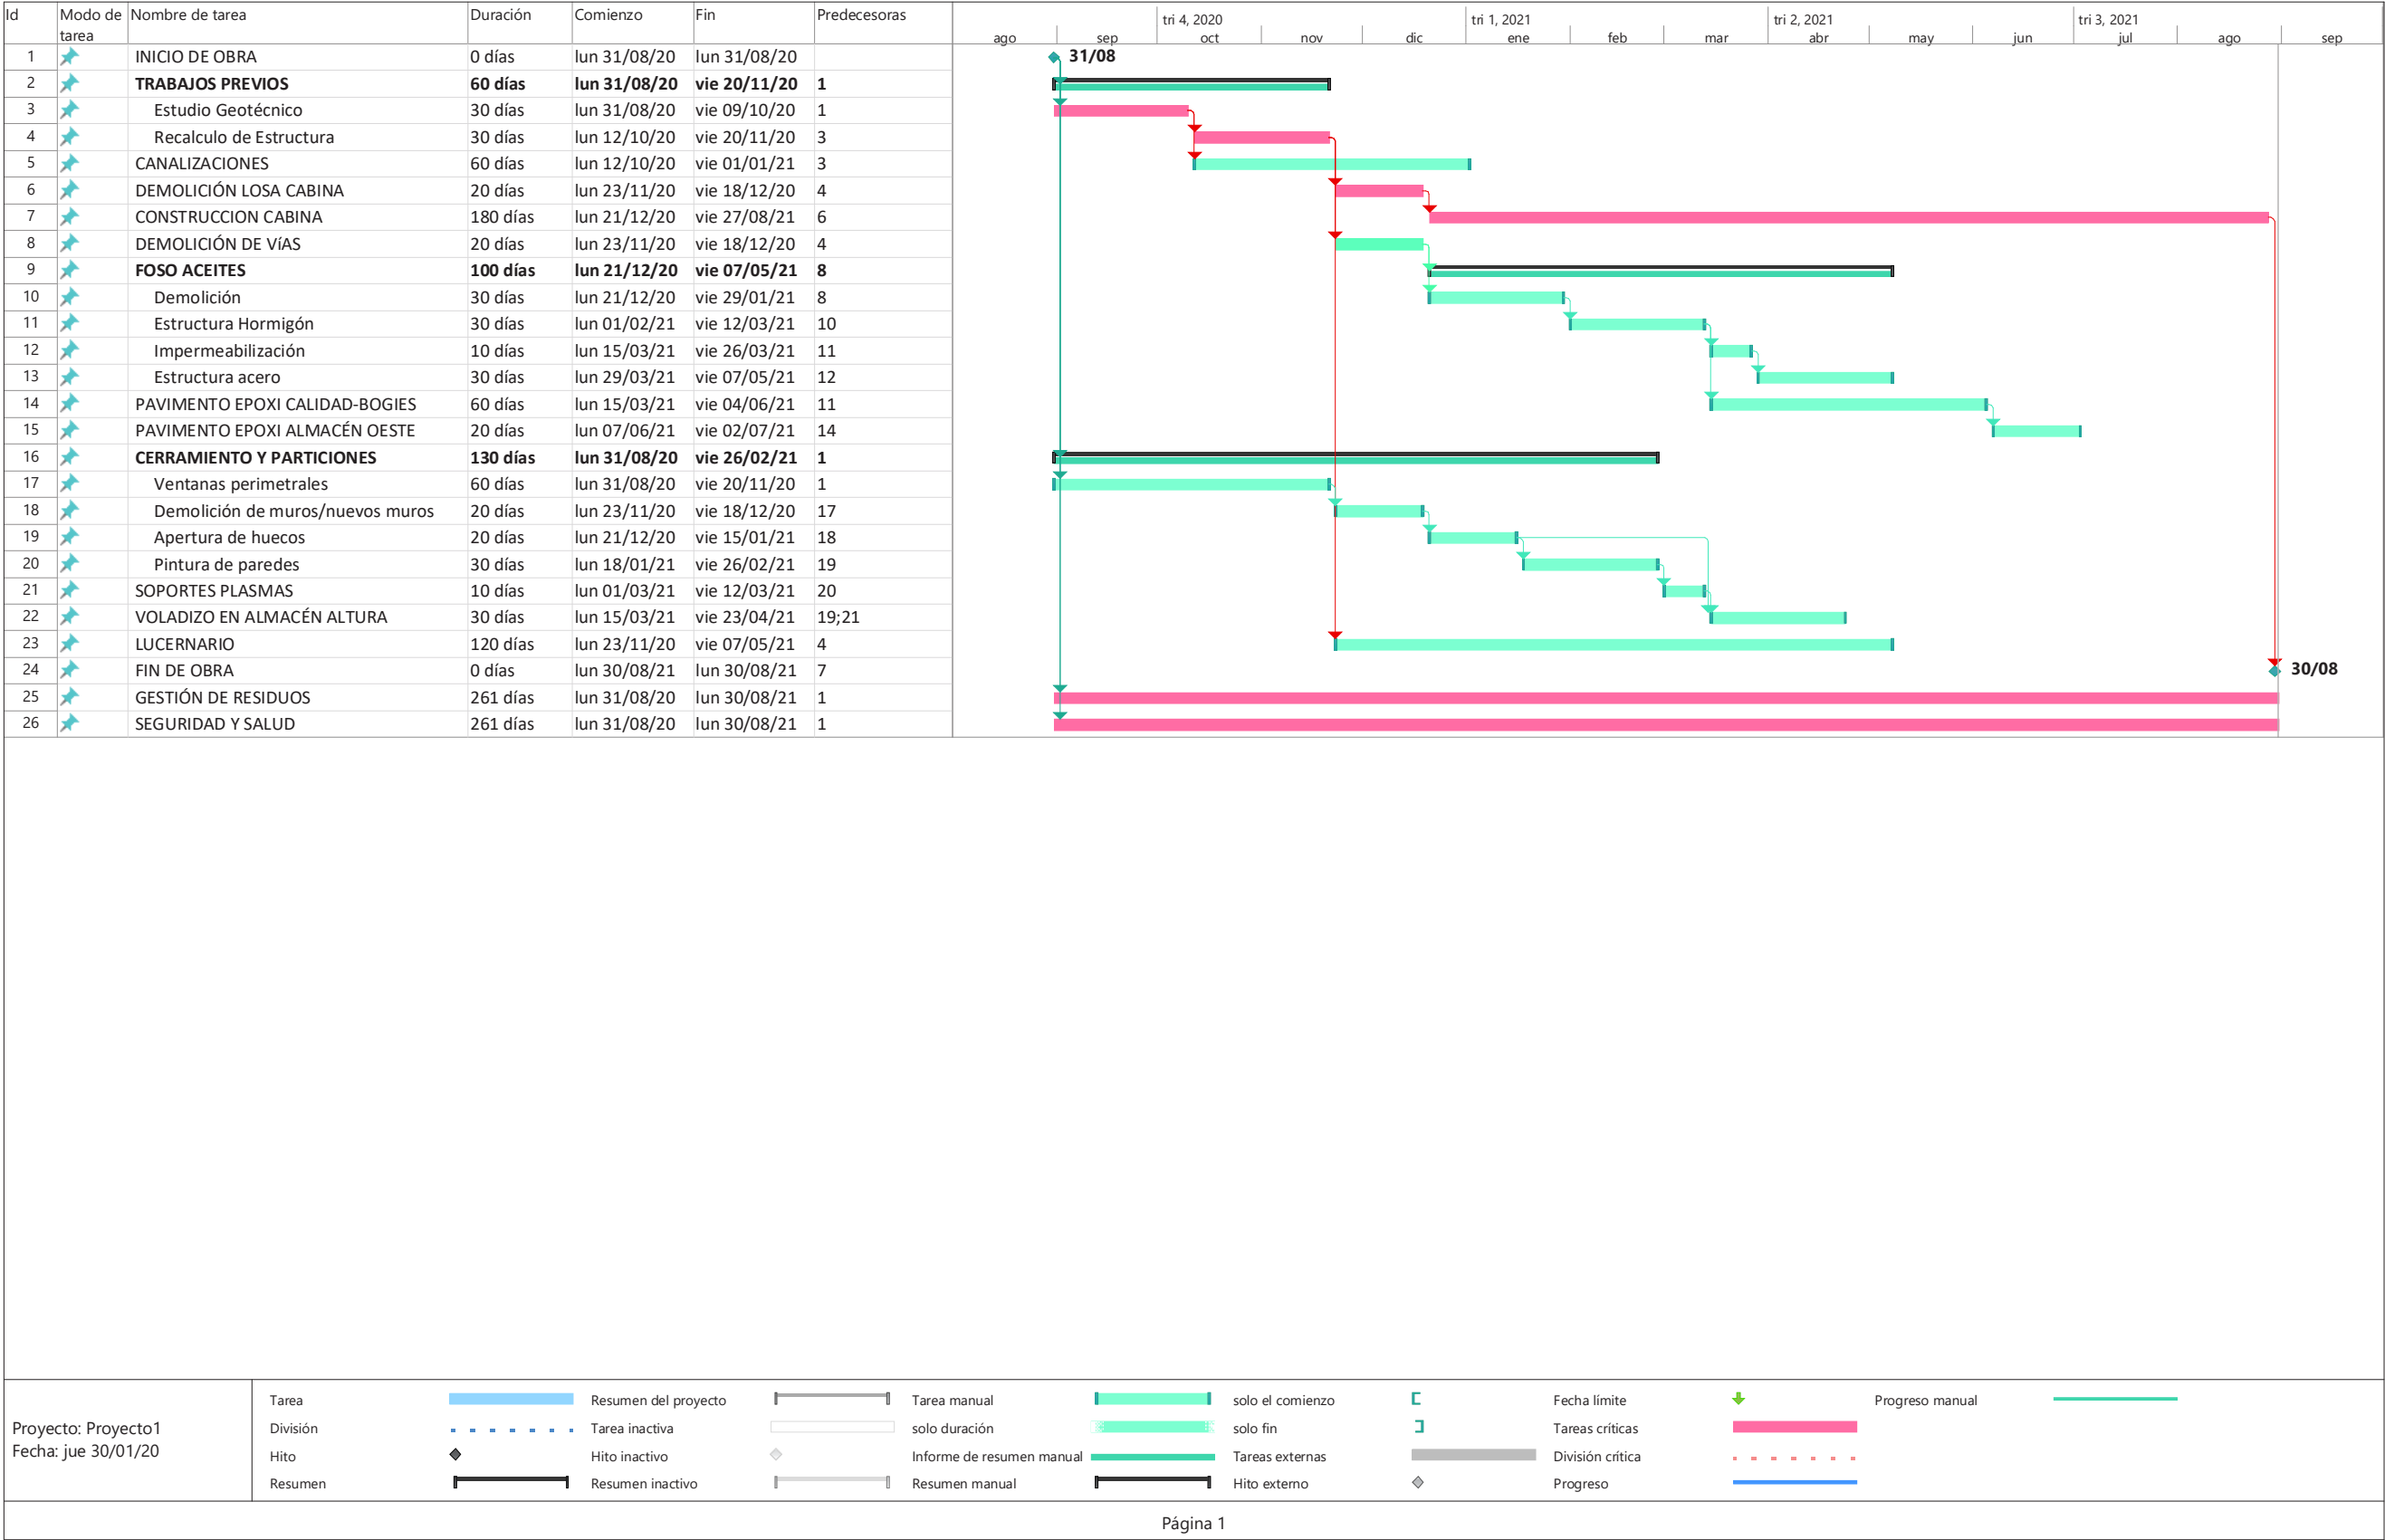 Id Modo de tarea Nombre de tarea Duración Comienzo Fin Predecesoras
tri 4, 2020 tri 1, 2021 tri 2, 2021 tri 3, 2021
ago sep oct nov dic ene feb mar abr may jun jul ago sep
1 INICIO DE OBRA 0 días lun 31/08/20 lun 31/08/20 31/08
2 TRABAJOS PREVIOS 60 días lun 31/08/20 vie 20/11/20 1
3 Estudio Geotécnico 30 días lun 31/08/20 vie 09/10/20 1
4 Recalculo de Estructura 30 días lun 12/10/20 vie 20/11/20 3
5 CANALIZACIONES 60 días lun 12/10/20 vie 01/01/21 3
6 DEMOLICIÓN LOSA CABINA 20 días lun 23/11/20 vie 18/12/20 4
7 CONSTRUCCION CABINA 180 días lun 21/12/20 vie 27/08/21 6
8 DEMOLICIÓN DE VíAS 20 días lun 23/11/20 vie 18/12/20 4
9 FOSO ACEITES 100 días lun 21/12/20 vie 07/05/21 8
10 Demolición 30 días lun 21/12/20 vie 29/01/21 8
11 Estructura Hormigón 30 días lun 01/02/21 vie 12/03/21 10
12 Impermeabilización 10 días lun 15/03/21 vie 26/03/21 11
13 Estructura acero 30 días lun 29/03/21 vie 07/05/21 12
14 PAVIMENTO EPOXI CALIDAD-BOGIES 60 días lun 15/03/21 vie 04/06/21 11
15 PAVIMENTO EPOXI ALMACÉN OESTE 20 días lun 07/06/21 vie 02/07/21 14
16 CERRAMIENTO Y PARTICIONES 130 días lun 31/08/20 vie 26/02/21 1
17 Ventanas perimetrales 60 días lun 31/08/20 vie 20/11/20 1
18 Demolición de muros/nuevos muros 20 días lun 23/11/20 vie 18/12/20 17
19 Apertura de huecos 20 días lun 21/12/20 vie 15/01/21 18
20 Pintura de paredes 30 días lun 18/01/21 vie 26/02/21 19
21 SOPORTES PLASMAS 10 días lun 01/03/21 vie 12/03/21 20
22 VOLADIZO EN ALMACÉN ALTURA 30 días lun 15/03/21 vie 23/04/21 19;21
23 LUCERNARIO 120 días lun 23/11/20 vie 07/05/21 4
24 FIN DE OBRA 0 días lun 30/08/21 lun 30/08/21 7 30/08
25 GESTIÓN DE RESIDUOS 261 días lun 31/08/20 lun 30/08/21 1
26 SEGURIDAD Y SALUD 261 días lun 31/08/20 lun 30/08/21 1
Proyecto: Proyecto1
Fecha: jue 30/01/20
Tarea Resumen del proyecto Tarea manual solo el comienzo Fecha límite Progreso manual
División Tarea inactiva solo duración solo fin Tareas críticas
Hito Hito inactivo Informe de resumen manual Tareas externas División crítica
Resumen Resumen inactivo Resumen manual Hito externo Progreso
Página 1